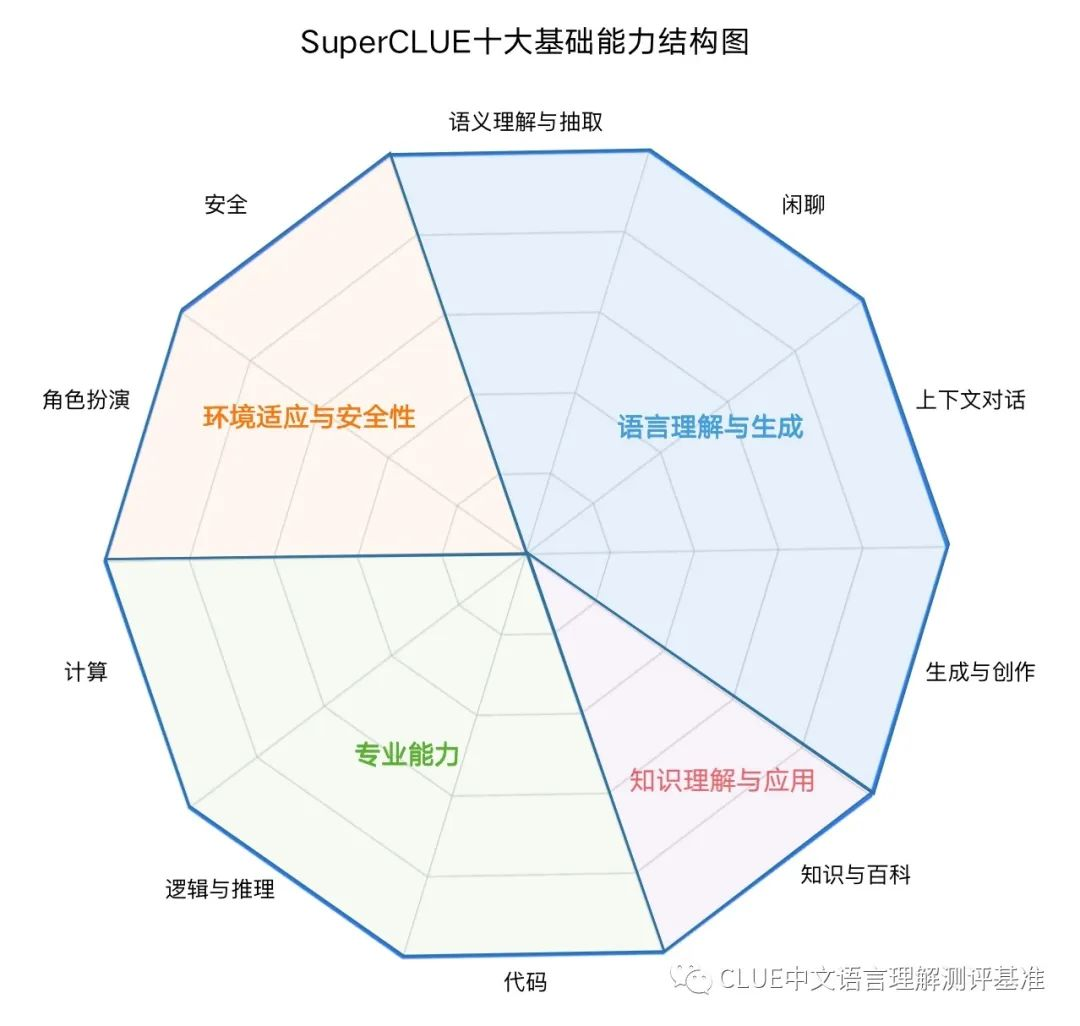 SuperCLUE十大基础能力结构图
语义理解与抽取
安全
闲聊
角色扮演
上下文对话
环境适应与安全性
语言理解与生成
计算
生成与创作
专业能力
知识理解与应用
逻辑与推理
知识与百科
代码
CLUE中文语言理解测评基准